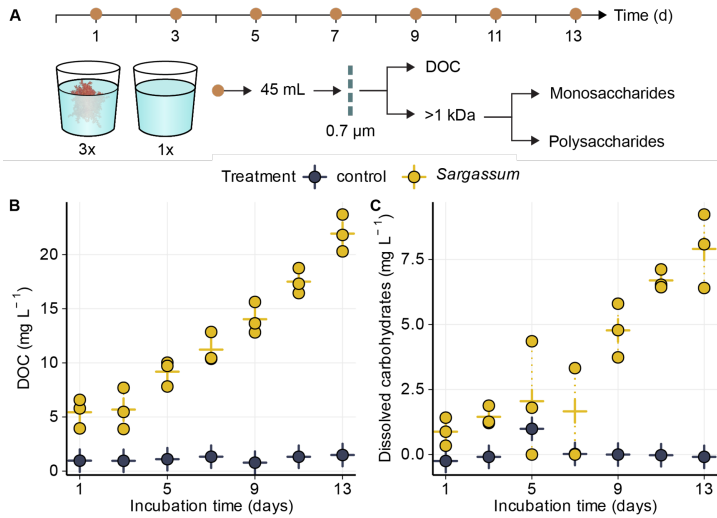 A
Time (d)
1 3 5 7 9 11 13
45 mL
DOC
0.7 µm
>1 kDa
Monosaccharides
Polysaccharides
3x
1x
Treatment control Sargassum
B
DOC (mg L⁻¹)
20
15
10
5
0
1 5 9 13
Incubation time (days)
C
Dissolved carbohydrates (mg L⁻¹)
7.5
5.0
2.5
0.0
1 5 9 13
Incubation time (days)